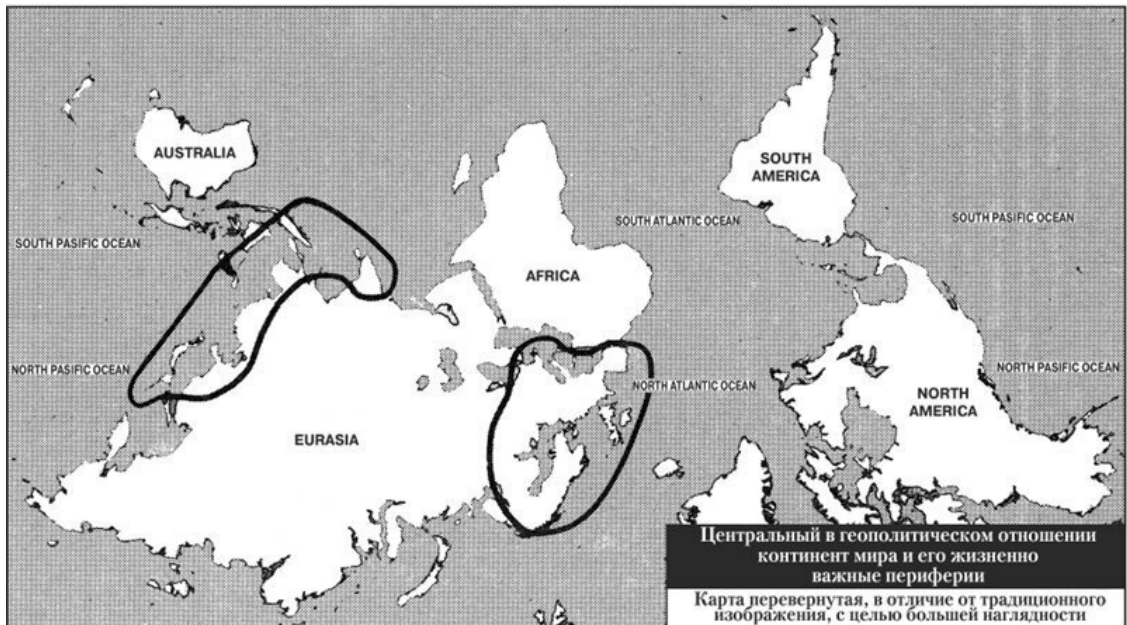 AUSTRALIA
SOUTH
AMERICA
SOUTH ATLANTIC OCEAN
SOUTH PACIFIC OCEAN
SOUTH PASIFIC OCEAN
AFRICA
NORTH PASIFIC OCEAN
NORTH PASIFIC OCEAN
NORTH ATLANTIC OCEAN
NORTH
AMERICA
EURASIA
Центральный в геополитическом отношении
континент мира и его жизненно
важные периферии
Карта перевернутая, в отличие от традиционного
изображения, с целью большей наглядности